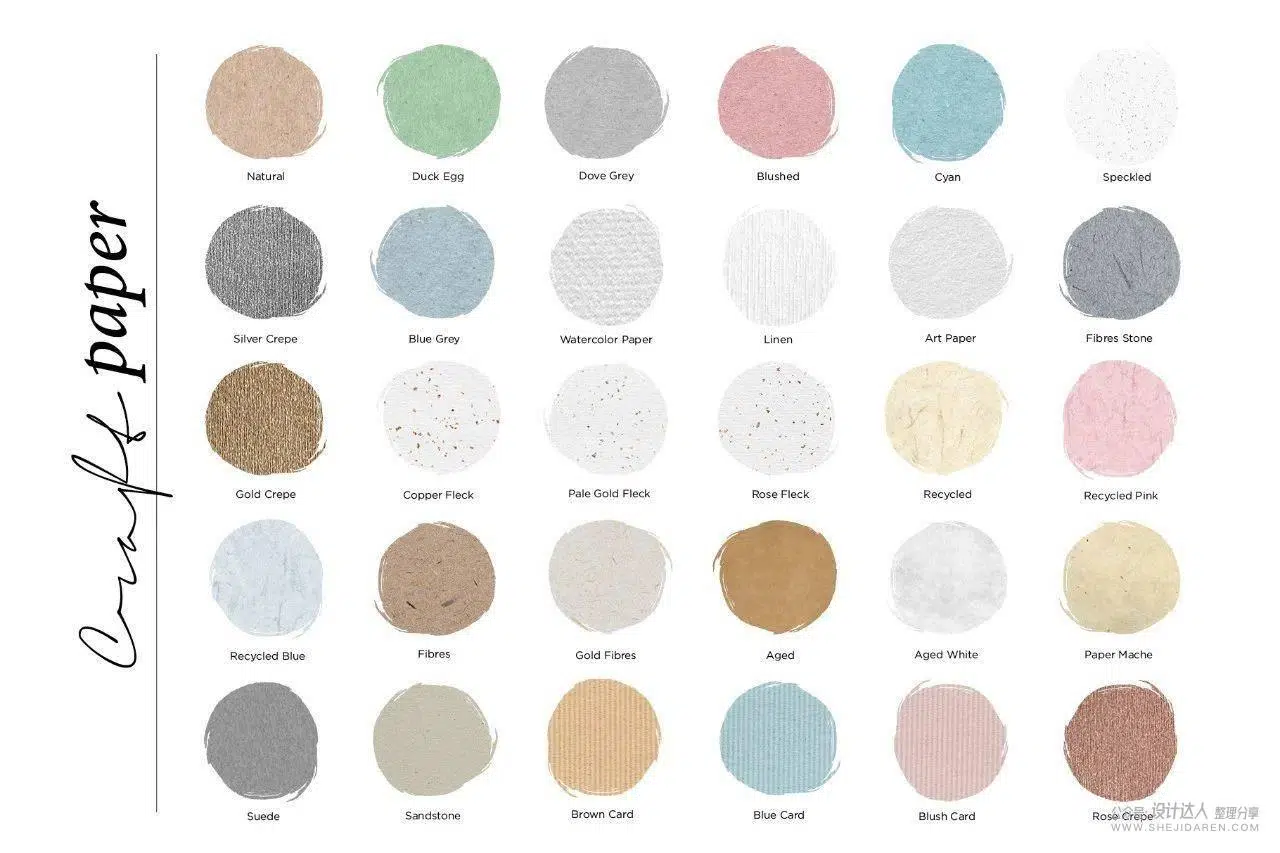 Craft paper
Natural
Duck Egg
Dove Grey
Blushed
Cyan
Speckled
Silver Crepe
Blue Grey
Watercolor Paper
Linen
Art Paper
Fibres Stone
Gold Crepe
Copper Fleck
Pale Gold Fleck
Rose Fleck
Recycled
Recycled Pink
Recycled Blue
Fibres
Gold Fibres
Aged
Aged White
Paper Mache
Suede
Sandstone
Brown Card
Blue Card
Blush Card
Rose Crepe
公众号:设计达人 整理分享
WWW.SHEJIDAREN.COM